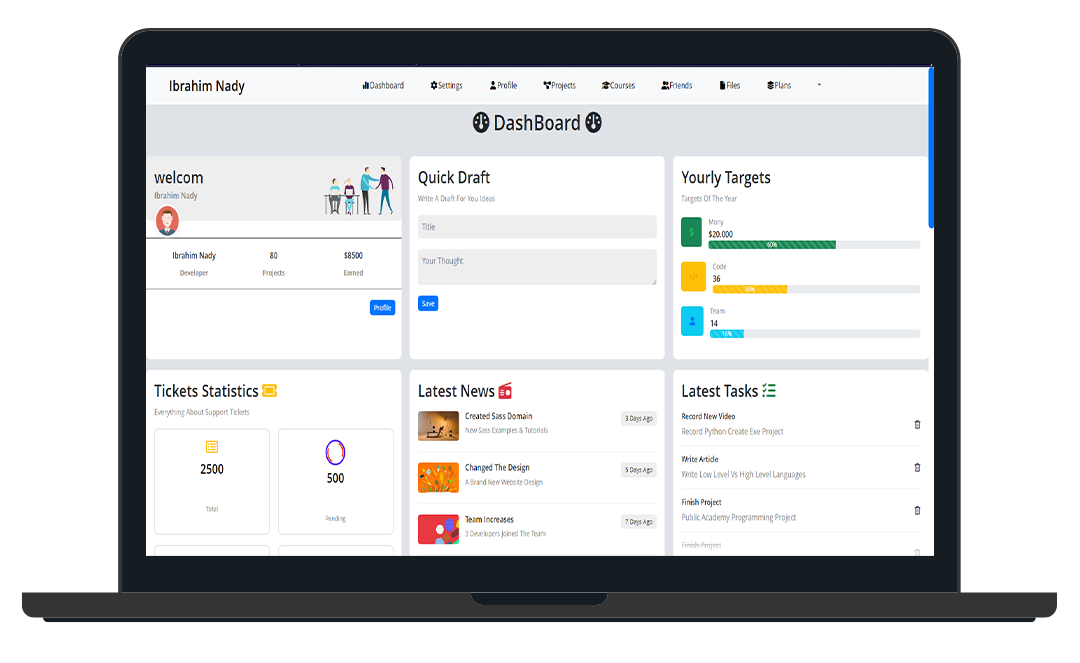 Ibrahim Nady
Dashboard
Settings
Profile
Projects
Courses
Friends
Files
Plans
DashBoard
welcom
Ibrahim Nady
Ibrahim Nady
80
$8500
Developer
Projects
Earned
Profile
Quick Draft
Write A Draft For You Ideas
Title
Your Thought
Save
Yourly Targets
Targets Of The Year
$
Mony
$20.000
60%
Code
36
Team
14
Tickets Statistics
Everything About Support Tickets
2500
Total
500
Pending
Latest News
Created Sass Domain
New Sass Examples & Tutorials
3 Days Ago
Changed The Design
A Brand New Website Design
5 Days Ago
Team Increases
3 Developers Joined The Team
7 Days Ago
Latest Tasks
Record New Video
Record Python Create Exe Project
Write Article
Write Low Level Vs High Level Languages
Finish Project
Public Academy Programming Project
Finish Project